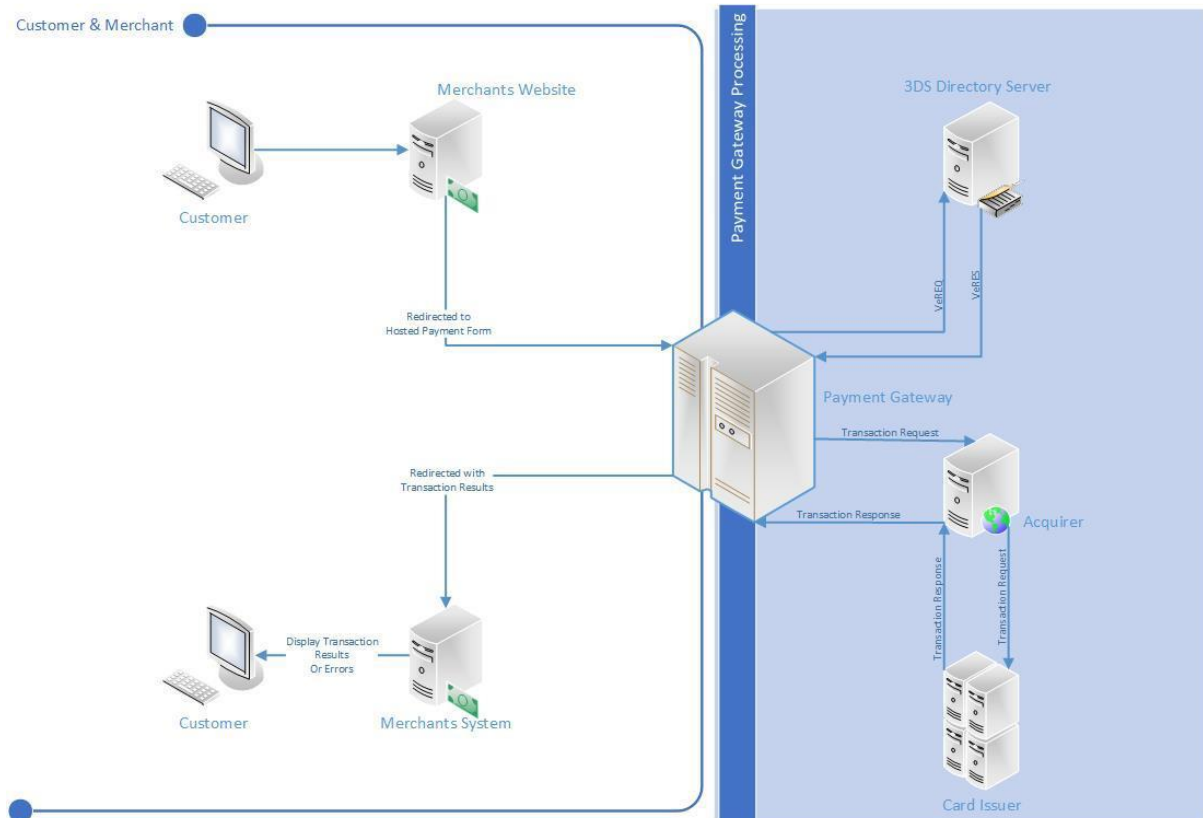 Customer & Merchant
Payment Gateway Processing
Merchants Website
3DS Directory Server
Customer
VeREQ
VeRES
Redirected to
Hosted Payment Form
Payment Gateway
Transaction Request
Redirected with
Transaction Results
Transaction Response
Acquirer
Transaction Response
Transaction Request
Display Transaction
Results
Or Errors
Customer
Merchants System
Card Issuer